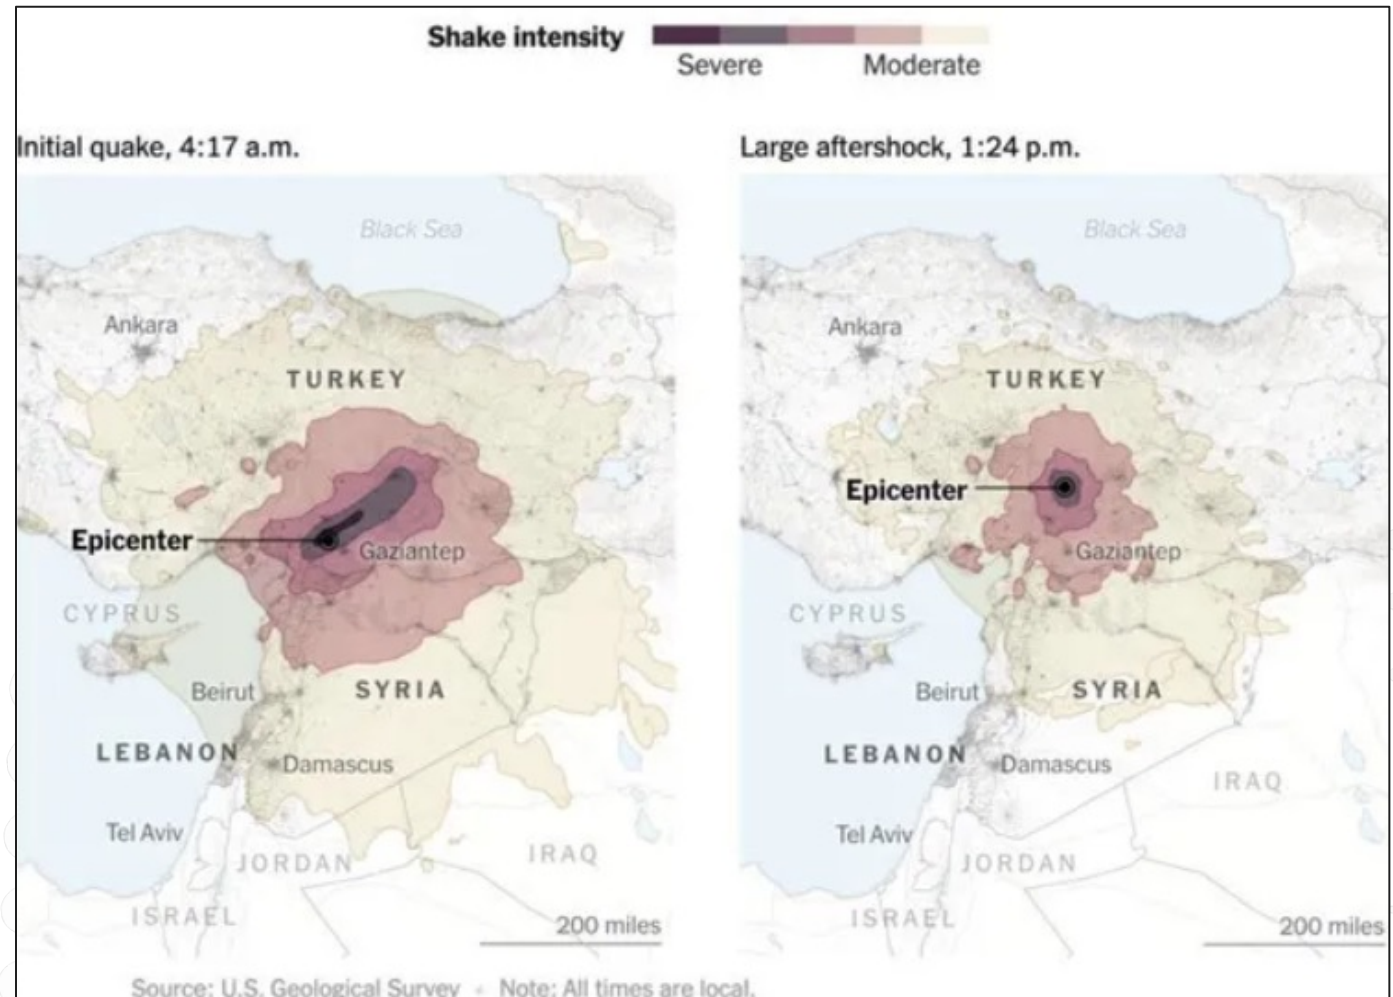 Shake intensity
Severe
Moderate
Initial quake, 4:17 a.m.
Black Sea
Ankara
TURKEY
Epicenter
Gaziantep
CYPRUS
Beirut
SYRIA
LEBANON
Damascus
Tel Aviv
JORDAN
IRAQ
ISRAEL
200 miles
Large aftershock, 1:24 p.m.
Black Sea
Ankara
TURKEY
Epicenter
Gaziantep
CYPRUS
Beirut
SYRIA
LEBANON
Damascus
IRAQ
Tel Aviv
JORDAN
ISRAEL
200 miles
Source: U.S. Geological Survey • Note: All times are local.